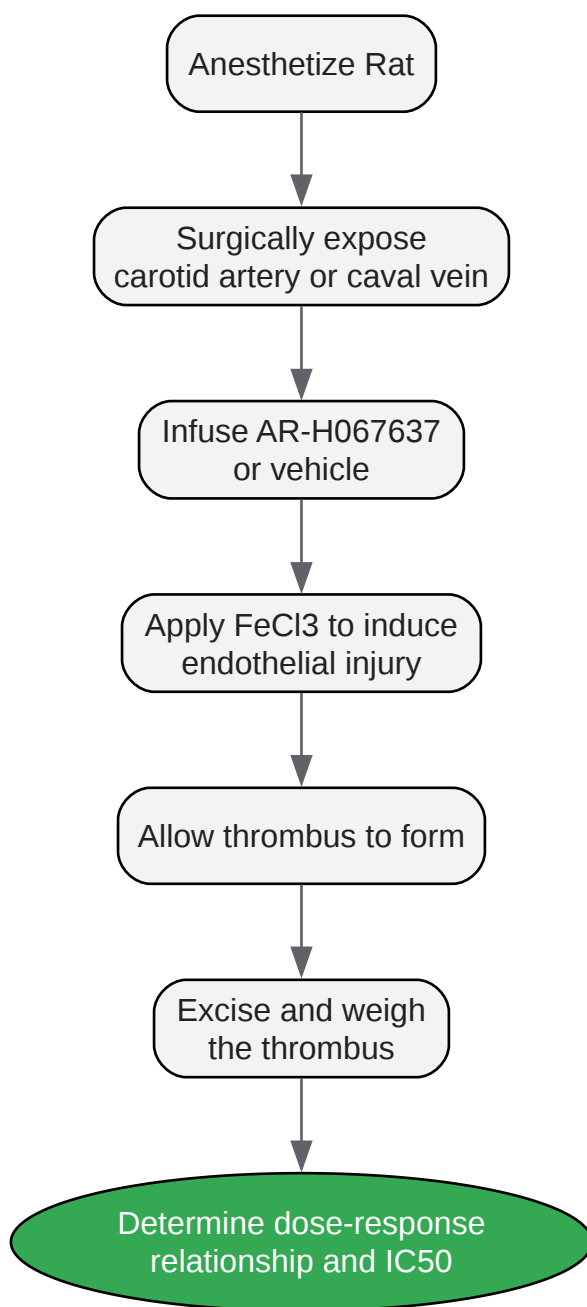 Anesthetize Rat
Surgically expose
carotid artery or caval vein
Infuse AR-H067637
or vehicle
Apply FeCl3 to induce
endothelial injury
Allow thrombus to form
Excise and weigh
the thrombus
Determine dose-response
relationship and IC50